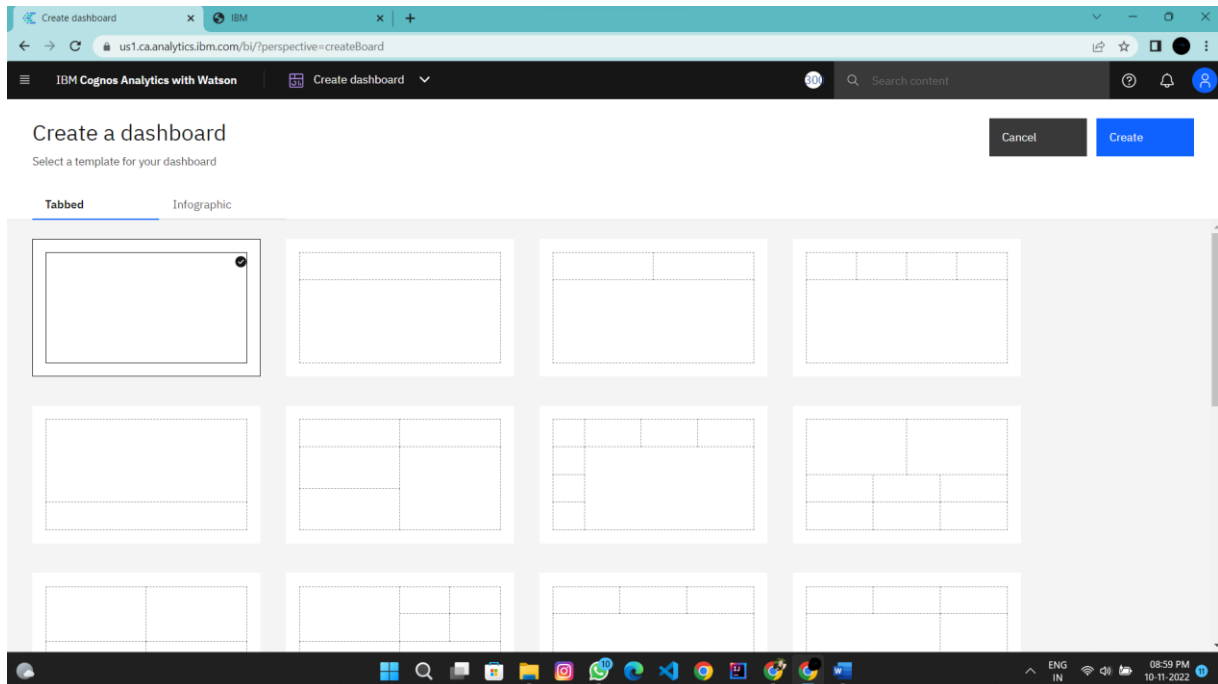 Create dashboard
IBM
us1.ca.analytics.ibm.com/bi/?perspective=createBoard
IBM Cognos Analytics with Watson
Create dashboard
Search content
Create a dashboard
Cancel
Create
Select a template for your dashboard
Tabbed
Infographic
10
ENG
IN
08:59 PM
10-11-2022
11